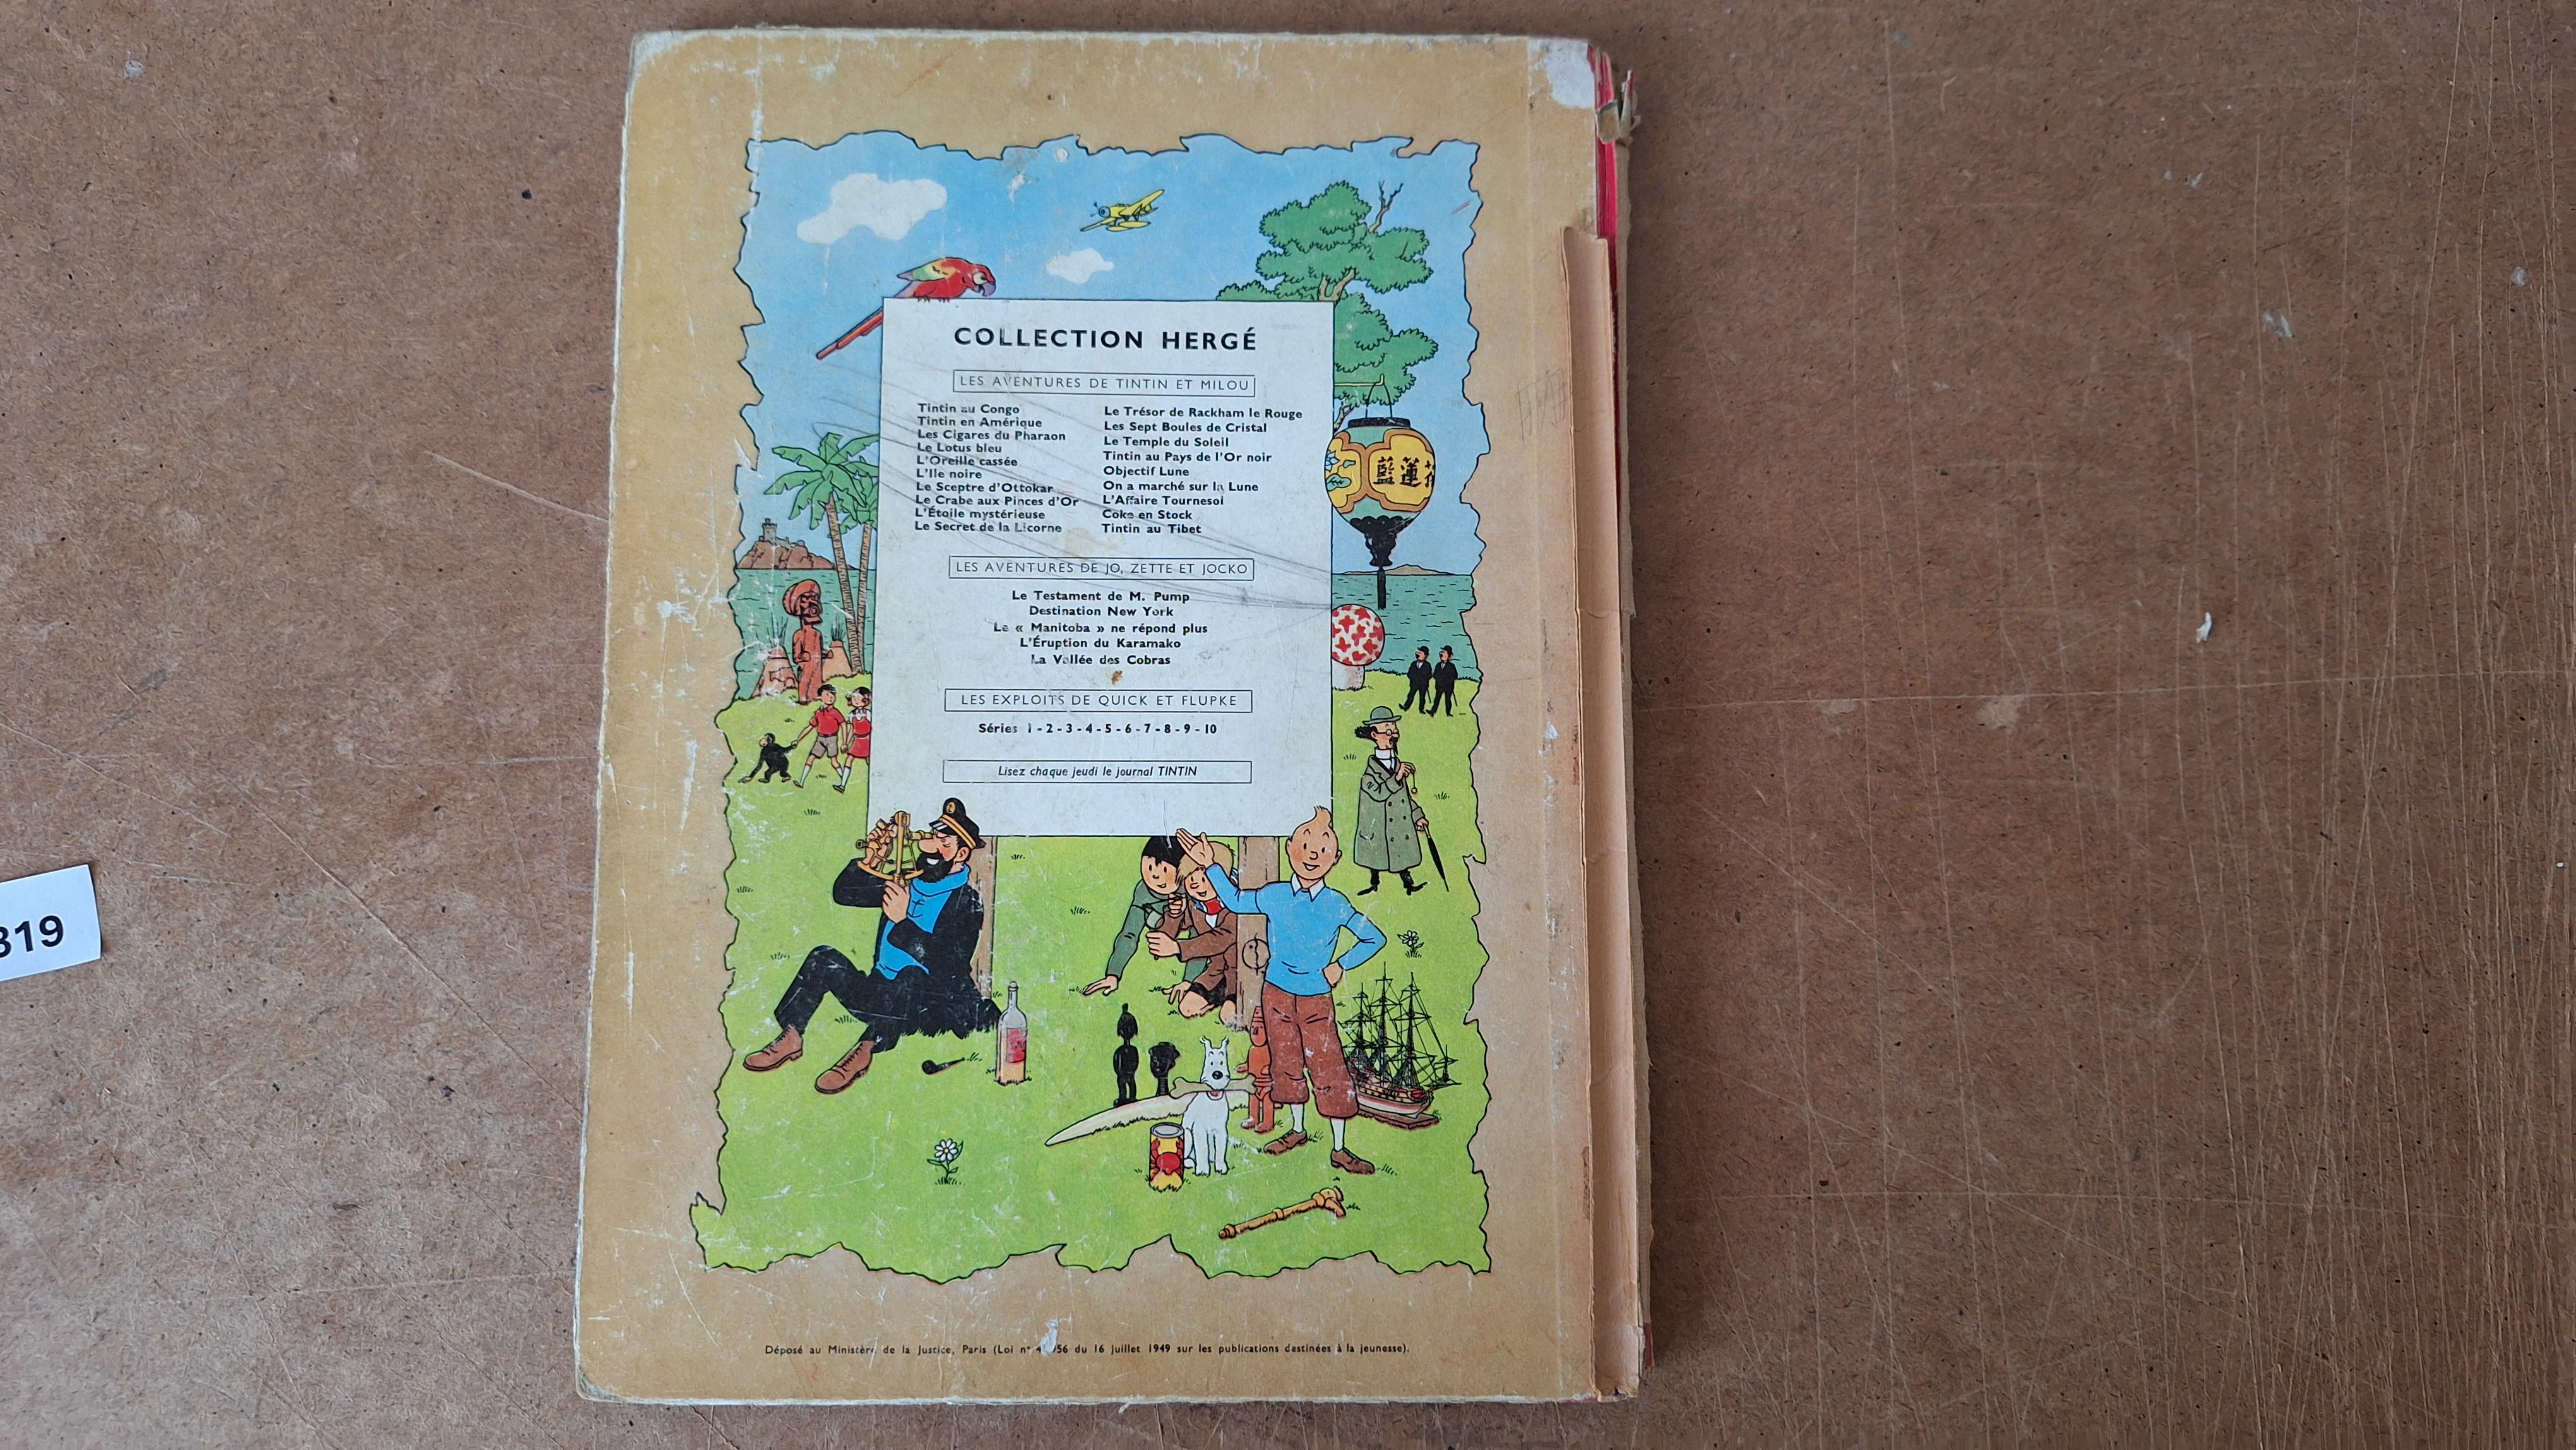 COLLECTION HERGÉ
LES AVENTURES DE TINTIN ET MILOU
Tintin au Congo
Tintin en Amérique
Les Cigares du Pharaon
Le Lotus bleu
L'Oreille cassée
L'Ile noire
Le Sceptre d'Ottokar
Le Crabe aux Pinces d'Or
L'Étoile mystérieuse
Le Secret de la Licorne
Le Trésor de Rackham le Rouge
Les Sept Boules de Cristal
Le Temple du Soleil
Tintin au Pays de l'Or noir
Objectif Lune
On a marché sur la Lune
L'Affaire Tournesol
Coke en Stock
Tintin au Tibet
LES AVENTURES DE JO, ZETTE ET JOCKO
Le Testament de M. Pump
Destination New York
Le « Manitoba » ne répond plus
L'Éruption du Karamako
La Vallée des Cobras
LES EXPLOITS DE QUICK ET FLUPKE
Séries 1 - 2 - 3 - 4 - 5 - 6 - 7 - 8 - 9 - 10
Lisez chaque jeudi le journal TINTIN
藍蓮
Déposé au Ministère de la Justice, Paris (Loi n° du 16 juillet 1949 sur les publications destinées à la jeunesse).
319